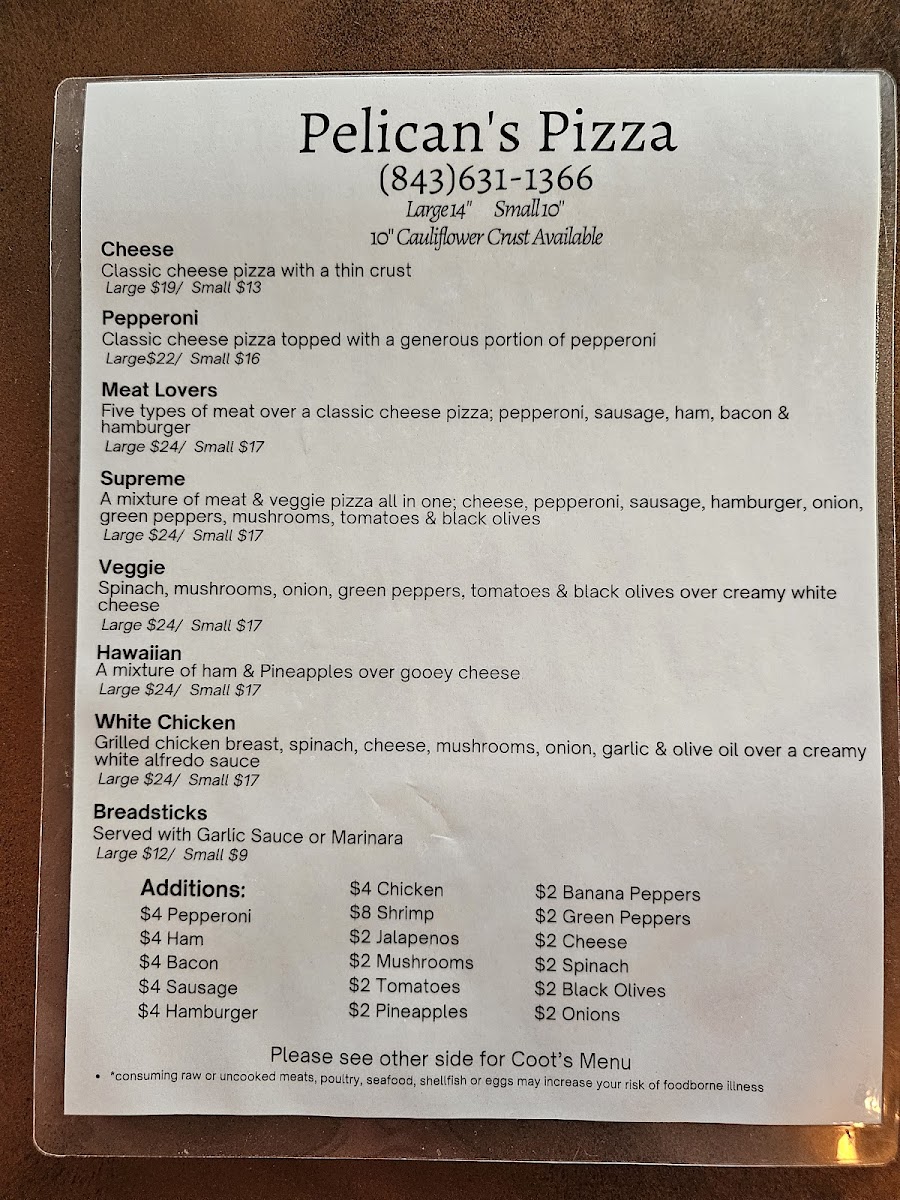 Pelican's Pizza
(843)631-1366
Large 14" Small 10"
10" Cauliflower Crust Available
Cheese
Classic cheese pizza with a thin crust
Large $19/ Small $13
Pepperoni
Classic cheese pizza topped with a generous portion of pepperoni
Large$22/ Small $16
Meat Lovers
Five types of meat over a classic cheese pizza; pepperoni, sausage, ham, bacon &
hamburger
Large $24/ Small $17
Supreme
A mixture of meat & veggie pizza all in one; cheese, pepperoni, sausage, hamburger, onion,
green peppers, mushrooms, tomatoes & black olives
Large $24/ Small $17
Veggie
Spinach, mushrooms, onion, green peppers, tomatoes & black olives over creamy white
cheese
Large $24/ Small $17
Hawaiian
A mixture of ham & Pineapples over gooey cheese
Large $24/ Small $17
White Chicken
Grilled chicken breast, spinach, cheese, mushrooms, onion, garlic & olive oil over a creamy
white alfredo sauce
Large $24/ Small $17
Breadsticks
Served with Garlic Sauce or Marinara
Large $12/ Small $9
Additions:
$4 Pepperoni
$4 Ham
$4 Bacon
$4 Sausage
$4 Hamburger
$4 Chicken
$8 Shrimp
$2 Jalapenos
$2 Mushrooms
$2 Tomatoes
$2 Pineapples
$2 Banana Peppers
$2 Green Peppers
$2 Cheese
$2 Spinach
$2 Black Olives
$2 Onions
Please see other side for Coot's Menu
• *consuming raw or uncooked meats, poultry, seafood, shellfish or eggs may increase your risk of foodborne illness